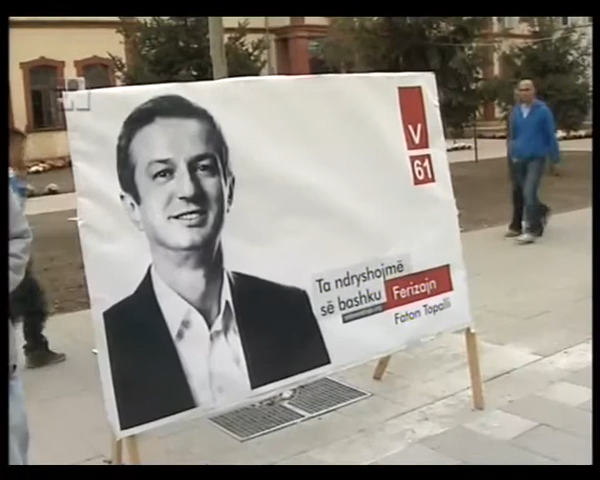 V
61
Ta ndryshojmë
së bashku Ferizajn
Faton Topalli